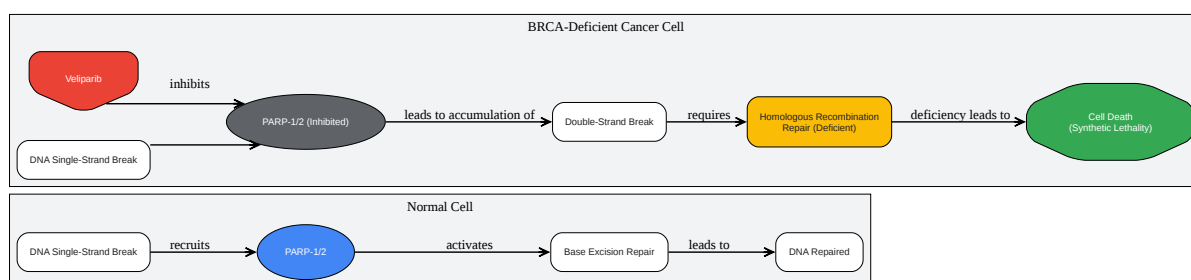 BRCA-Deficient Cancer Cell
Veliparib
inhibits
PARP-1/2 (Inhibited)
leads to accumulation of
Double-Strand Break
requires
Homologous Recombination
Repair (Deficient)
deficiency leads to
Cell Death
(Synthetic Lethality)
DNA Single-Strand Break
Normal Cell
DNA Single-Strand Break
recruits
PARP-1/2
activates
Base Excision Repair
leads to
DNA Repaired